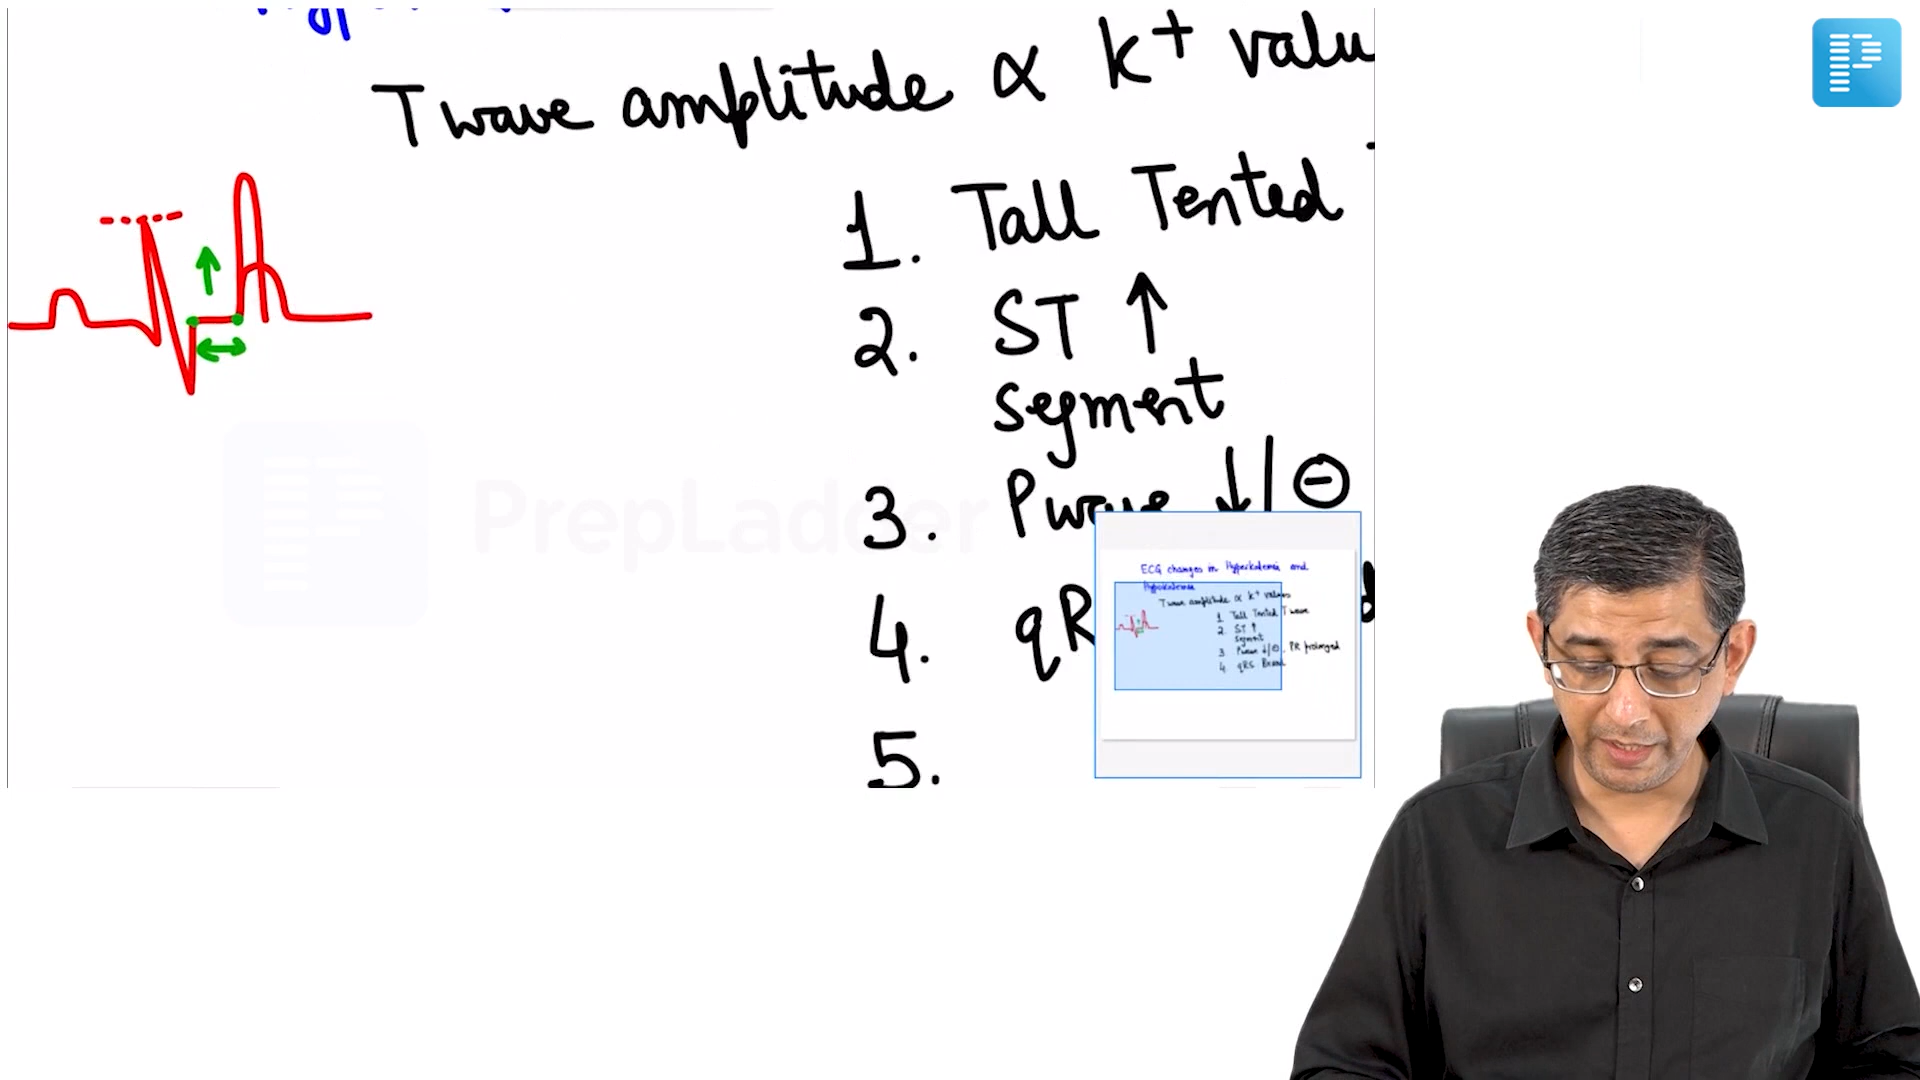 T wave amplitude ∝ K+ valu
1. Tall Tented
2. ST ↑
segment
3. P wave ↓/⊖
4. qR
5.
PrepLadder
ECG changes in Hyperkalemia and
Hypokalemia
T wave amplitude ∝ K+ values
1. Tall Tented T wave
2. ST ↑
segment
3. P wave ↓/⊖, PR prolonged
4. qRS Broad